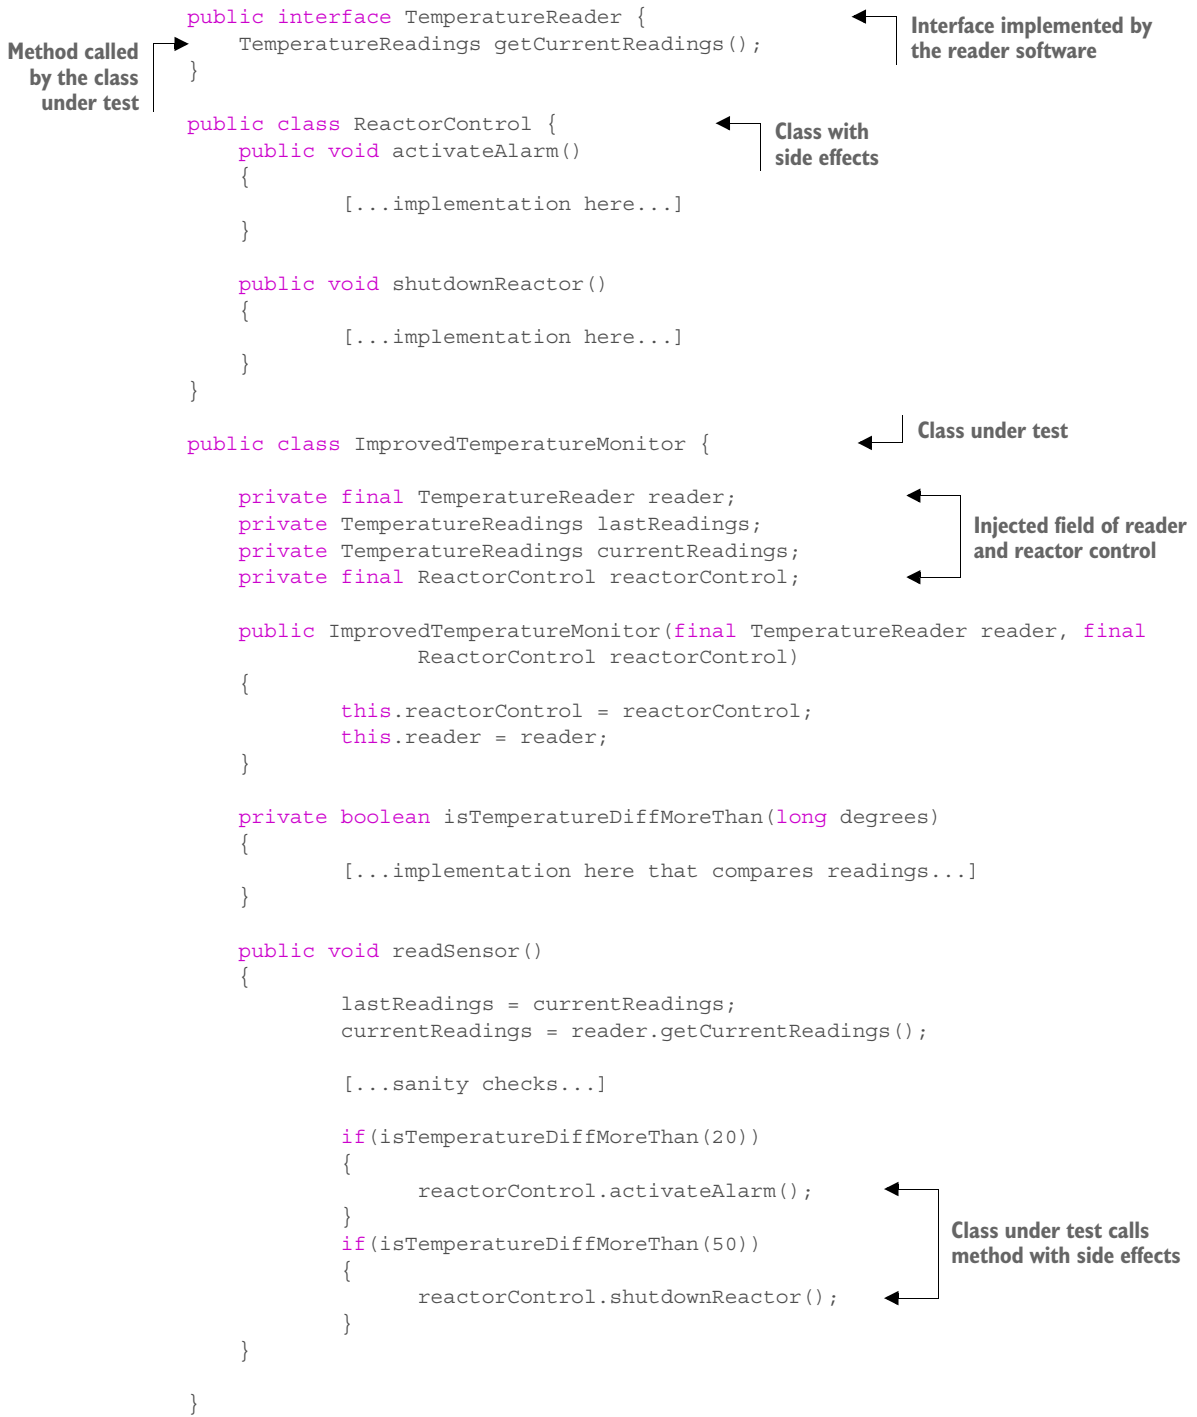 public interface TemperatureReader {
Interface implemented by
the reader software
Method called
by the class
under test
    TemperatureReadings getCurrentReadings();
}
public class ReactorControl {
Class with
side effects
    public void activateAlarm()
    {
            [...implementation here...]
    }
    public void shutdownReactor()
    {
            [...implementation here...]
    }
}
public class ImprovedTemperatureMonitor {
Class under test
    private final TemperatureReader reader;
    private TemperatureReadings lastReadings;
    private TemperatureReadings currentReadings;
    private final ReactorControl reactorControl;
Injected field of reader
and reactor control
    public ImprovedTemperatureMonitor(final TemperatureReader reader, final
                  ReactorControl reactorControl)
    {
            this.reactorControl = reactorControl;
            this.reader = reader;
    }
    private boolean isTemperatureDiffMoreThan(long degrees)
    {
            [...implementation here that compares readings...]
    }
    public void readSensor()
    {
            lastReadings = currentReadings;
            currentReadings = reader.getCurrentReadings();
            [...sanity checks...]
            if(isTemperatureDiffMoreThan(20))
            {
                  reactorControl.activateAlarm();
            }
            if(isTemperatureDiffMoreThan(50))
            {
                  reactorControl.shutdownReactor();
            }
Class under test calls
method with side effects
    }
}